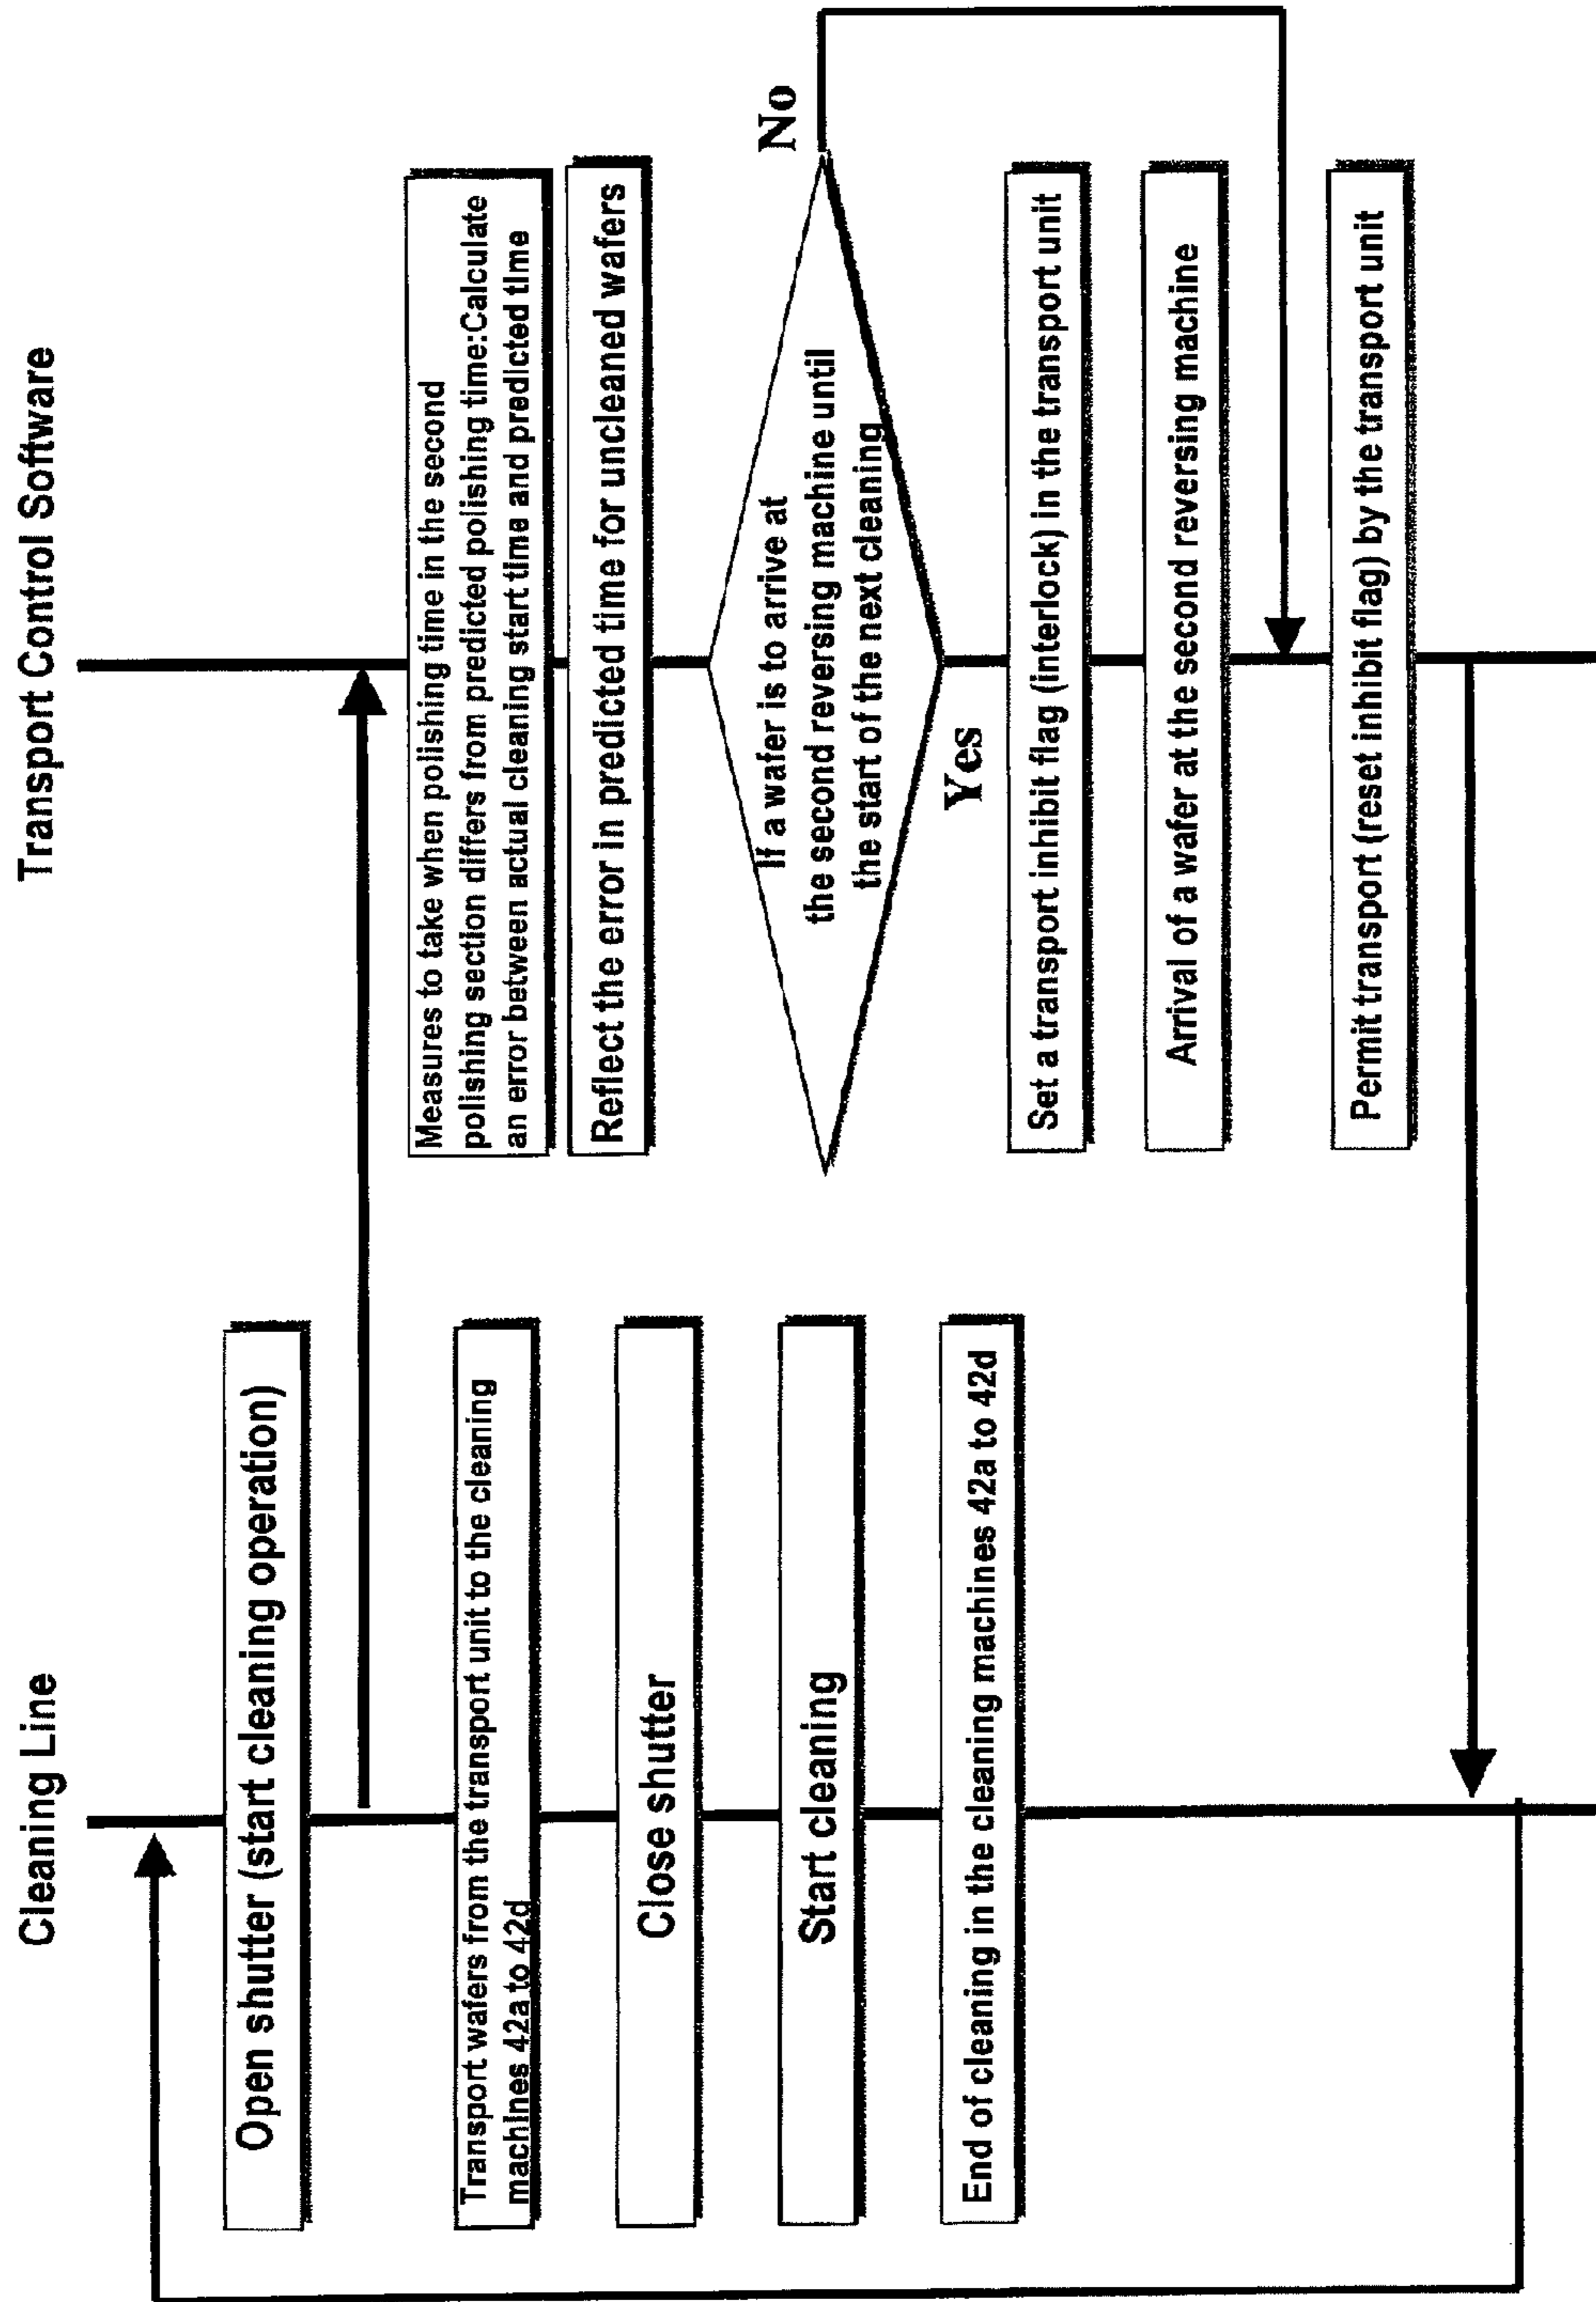 Cleaning Line
Open shutter (start cleaning operation)
Transport wafers from the transport unit to the cleaning
machines 42a to 42d
Close shutter
Start cleaning
End of cleaning in the cleaning machines 42a to 42d
Transport Control Software
Measures to take when polishing time in the second
polishing section differs from predicted polishing time:Calculate
an error between actual cleaning start time and predicted time
Reflect the error in predicted time for uncleaned wafers
If a wafer is to arrive at
the second reversing machine until
the start of the next cleaning
No
Yes
Set a transport inhibit flag (interlock) in the transport unit
Arrival of a wafer at the second reversing machine
Permit transport (reset inhibit flag) by the transport unit